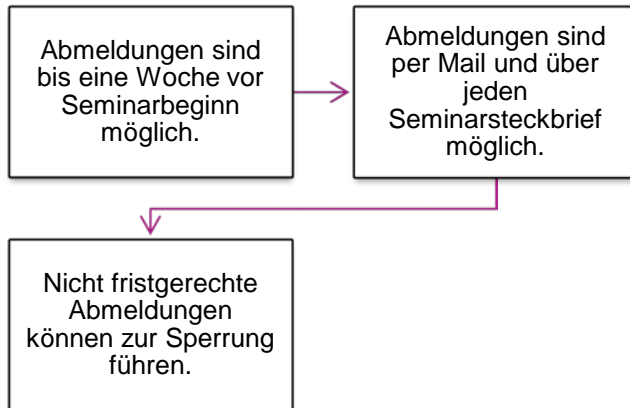 Abmeldungen sind
bis eine Woche vor
Seminarbeginn
möglich.
Abmeldungen sind
per Mail und über
jeden
Seminarsteckbrief
möglich.
Nicht fristgerechte
Abmeldungen
können zur Sperrung
führen.